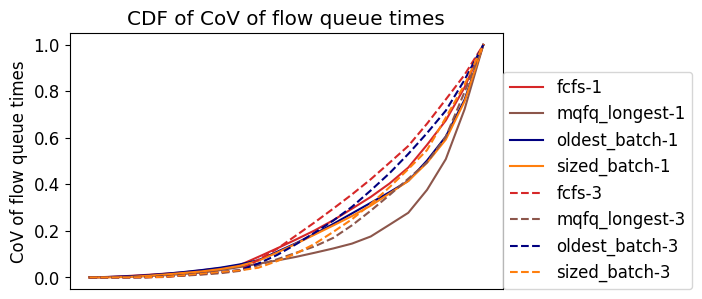 CDF of CoV of flow queue times
CoV of flow queue times
1.0
0.8
0.6
0.4
0.2
0.0
fcfs-1
mqfq_longest-1
oldest_batch-1
sized_batch-1
fcfs-3
mqfq_longest-3
oldest_batch-3
sized_batch-3